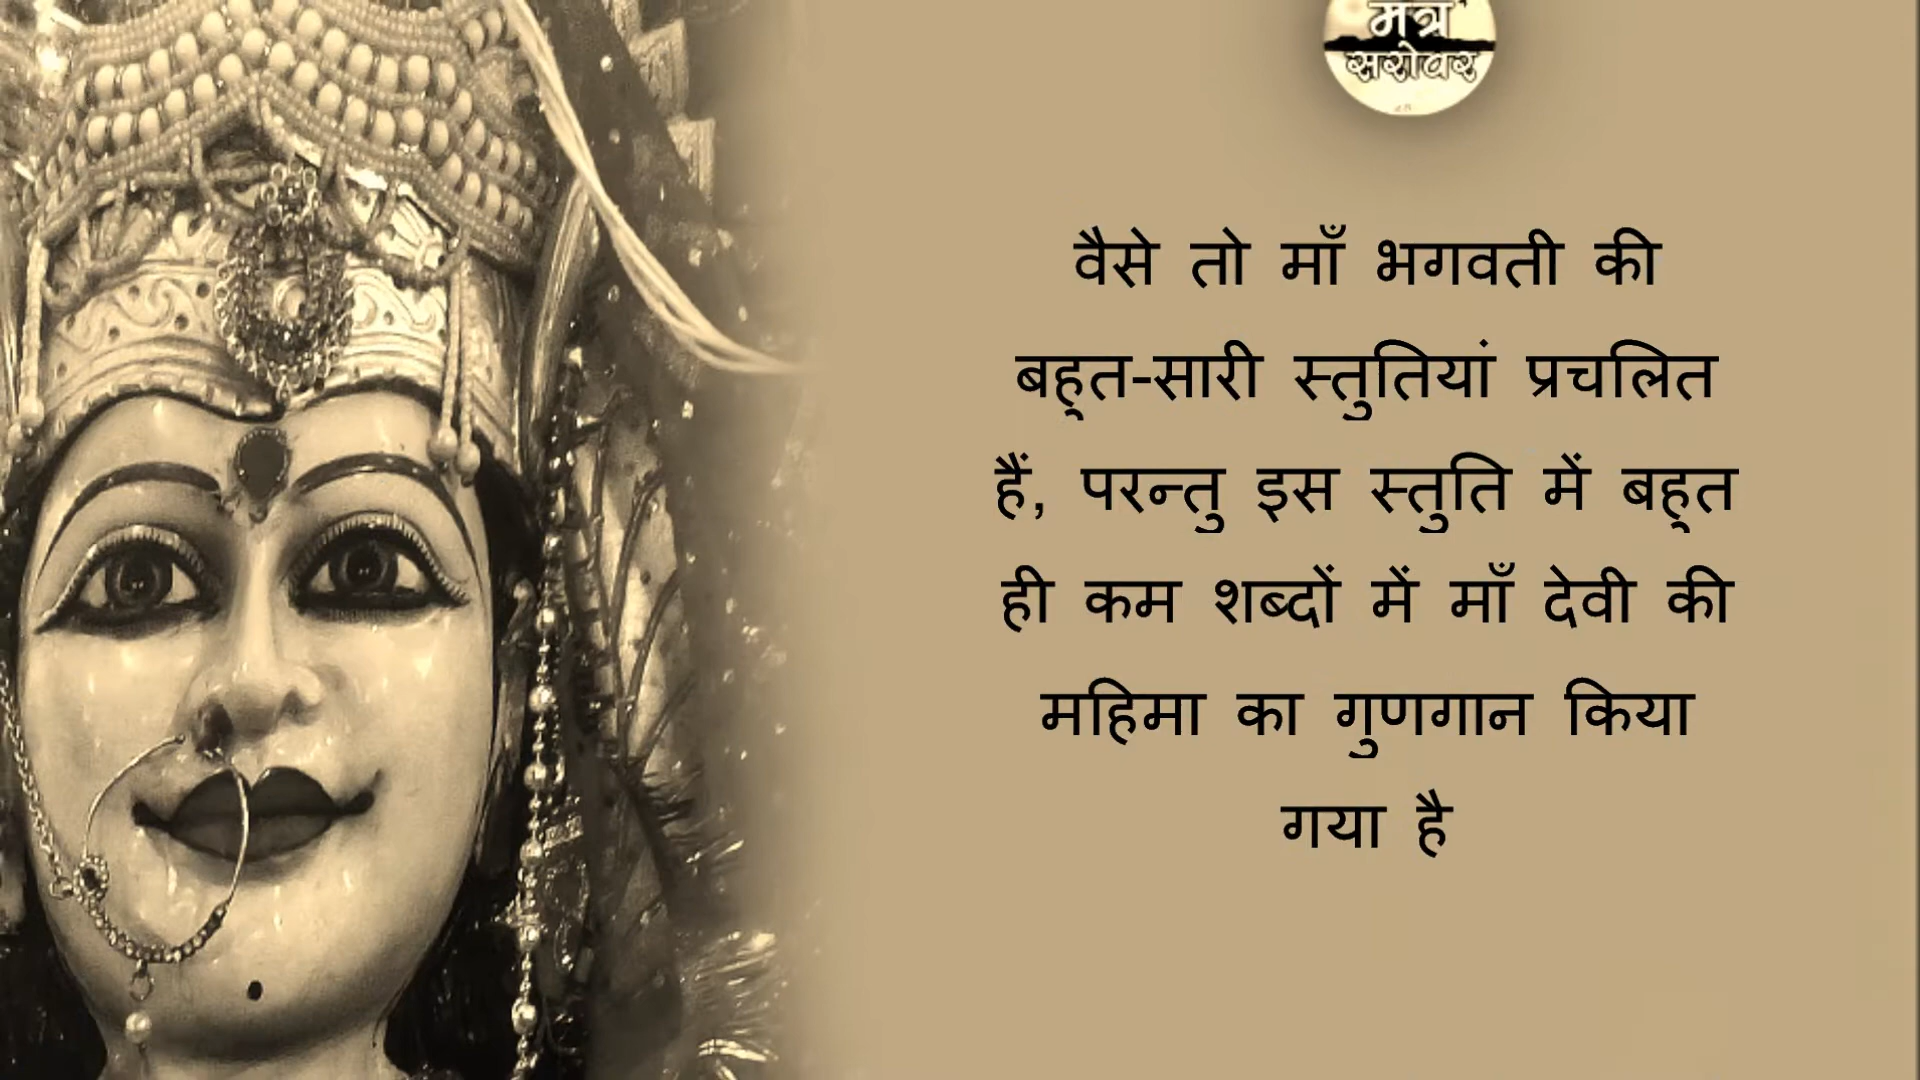 मंत्र
सरोवर
वैसे तो माँ भगवती की
बहुत-सारी स्तुतियां प्रचलित
हैं, परन्तु इस स्तुति में बहुत
ही कम शब्दों में माँ देवी की
महिमा का गुणगान किया
गया है